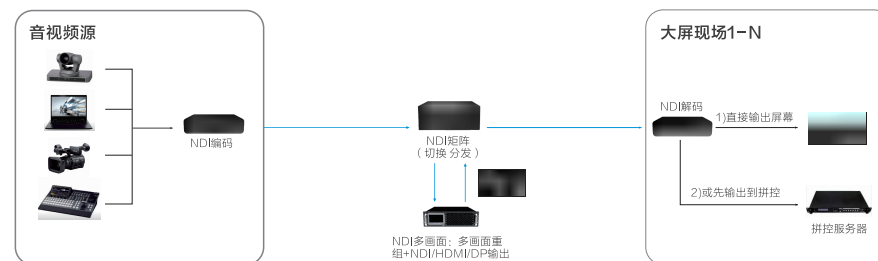 音视频源
NDI编码
NDI矩阵
（切换 分发）
NDI多画面：多画面重
组+NDI/HDMI/DP输出
大屏现场1-N
NDI解码
1)直接输出屏幕
2)或先输出到拼控
拼控服务器